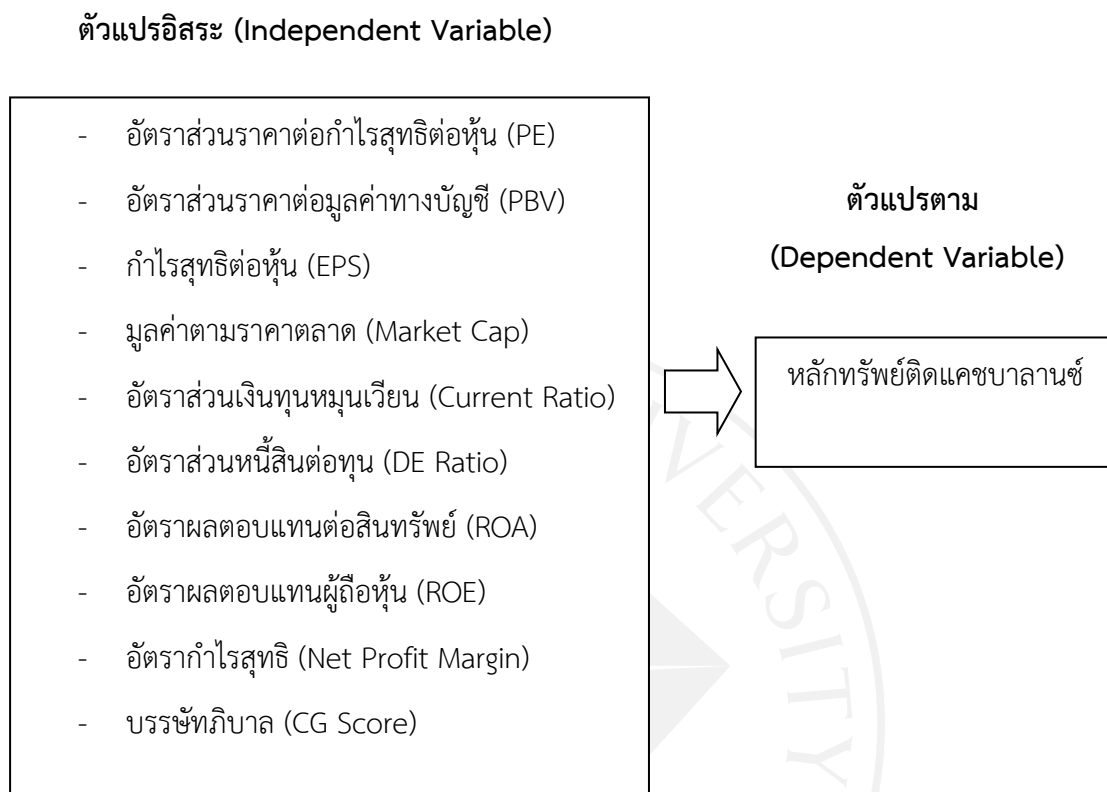 ตัวแปรอิสระ (Independent Variable)
- อัตราส่วนราคาต่อกำไรสุทธิต่อหุ้น (PE)
- อัตราส่วนราคาต่อมูลค่าทางบัญชี (PBV)
- กำไรสุทธิต่อหุ้น (EPS)
- มูลค่าตามราคาตลาด (Market Cap)
- อัตราส่วนเงินทุนหมุนเวียน (Current Ratio)
- อัตราส่วนหนี้สินต่อทุน (DE Ratio)
- อัตราผลตอบแทนต่อสินทรัพย์ (ROA)
- อัตราผลตอบแทนผู้ถือหุ้น (ROE)
- อัตรากำไรสุทธิ (Net Profit Margin)
- บรรษัทภิบาล (CG Score)
ตัวแปรตาม
(Dependent Variable)
หลักทรัพย์ติดแคชบาลานซ์
IVERSITY